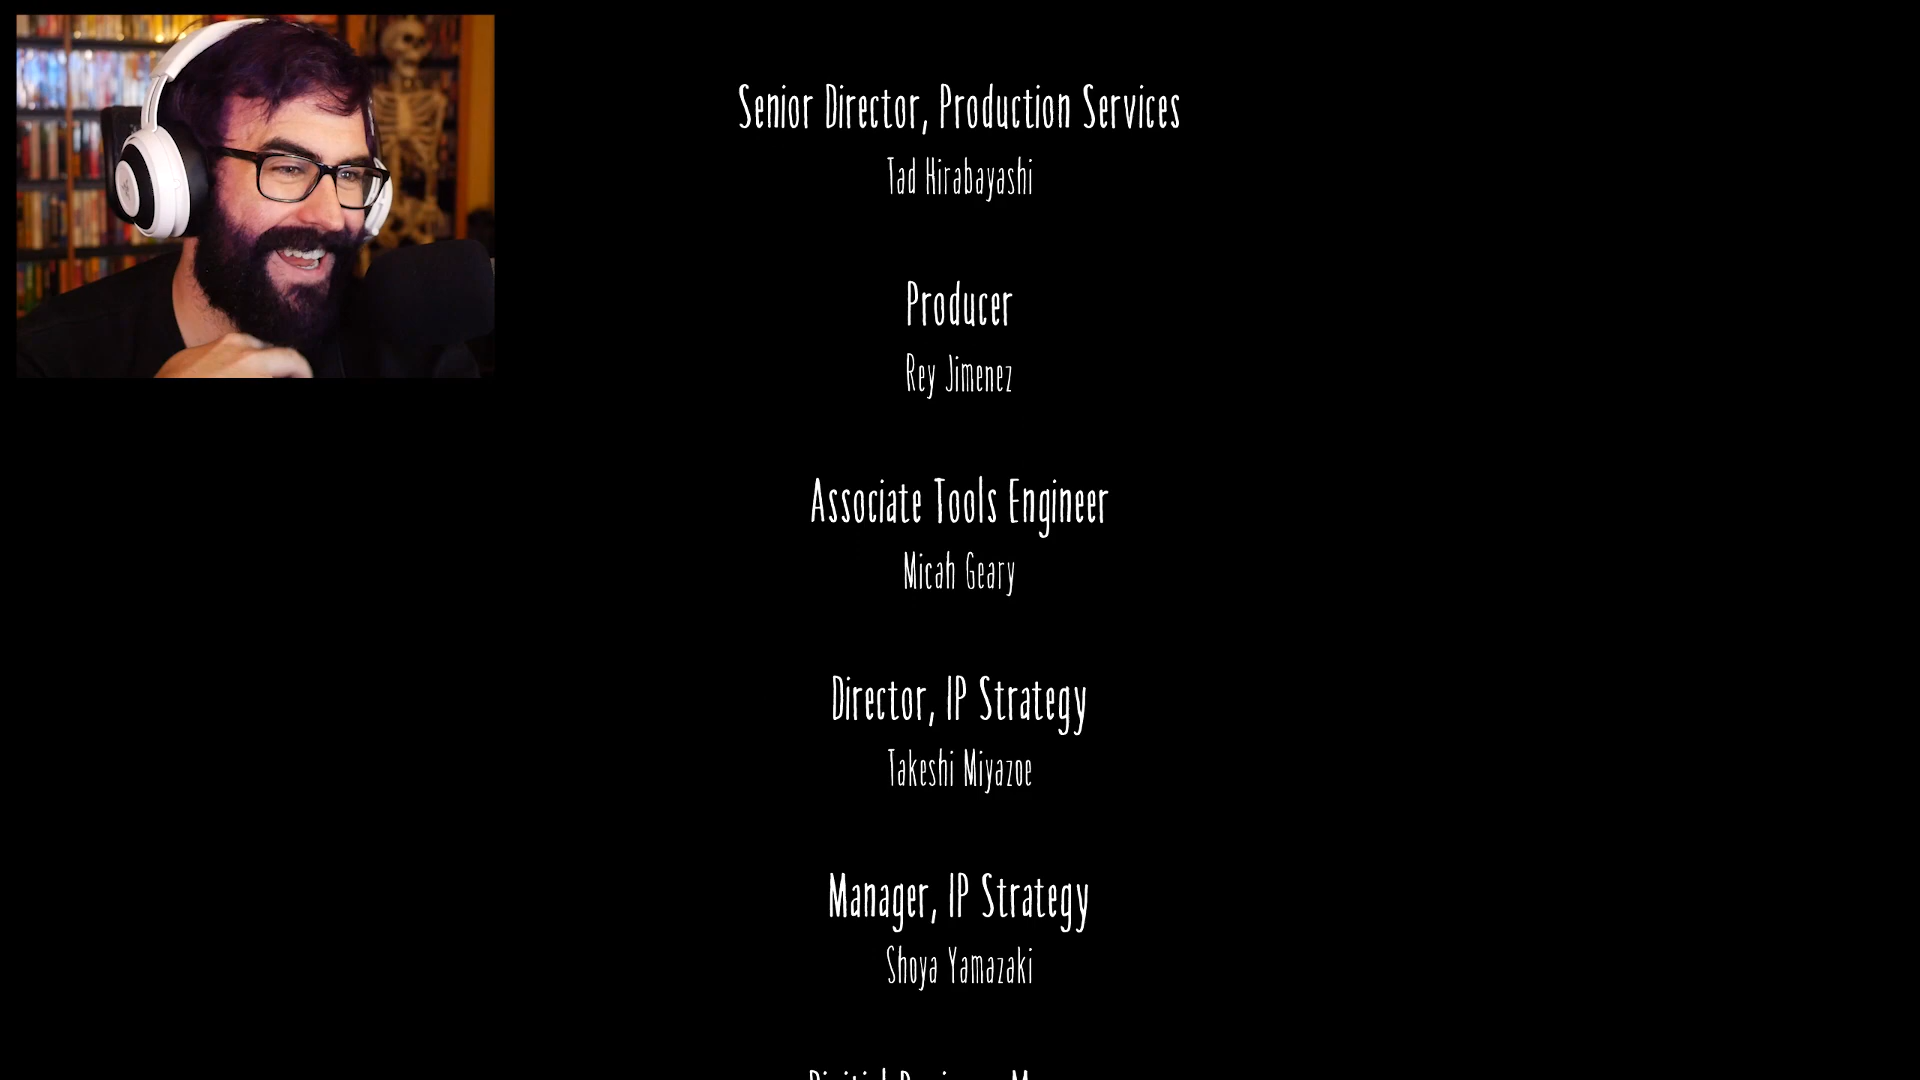 Senior Director, Production Services
Tad Hirabayashi
Producer
Rey Jimenez
Associate Tools Engineer
Micah Geary
Director, IP Strategy
Takeshi Miyazoe
Manager, IP Strategy
Shoya Yamazaki